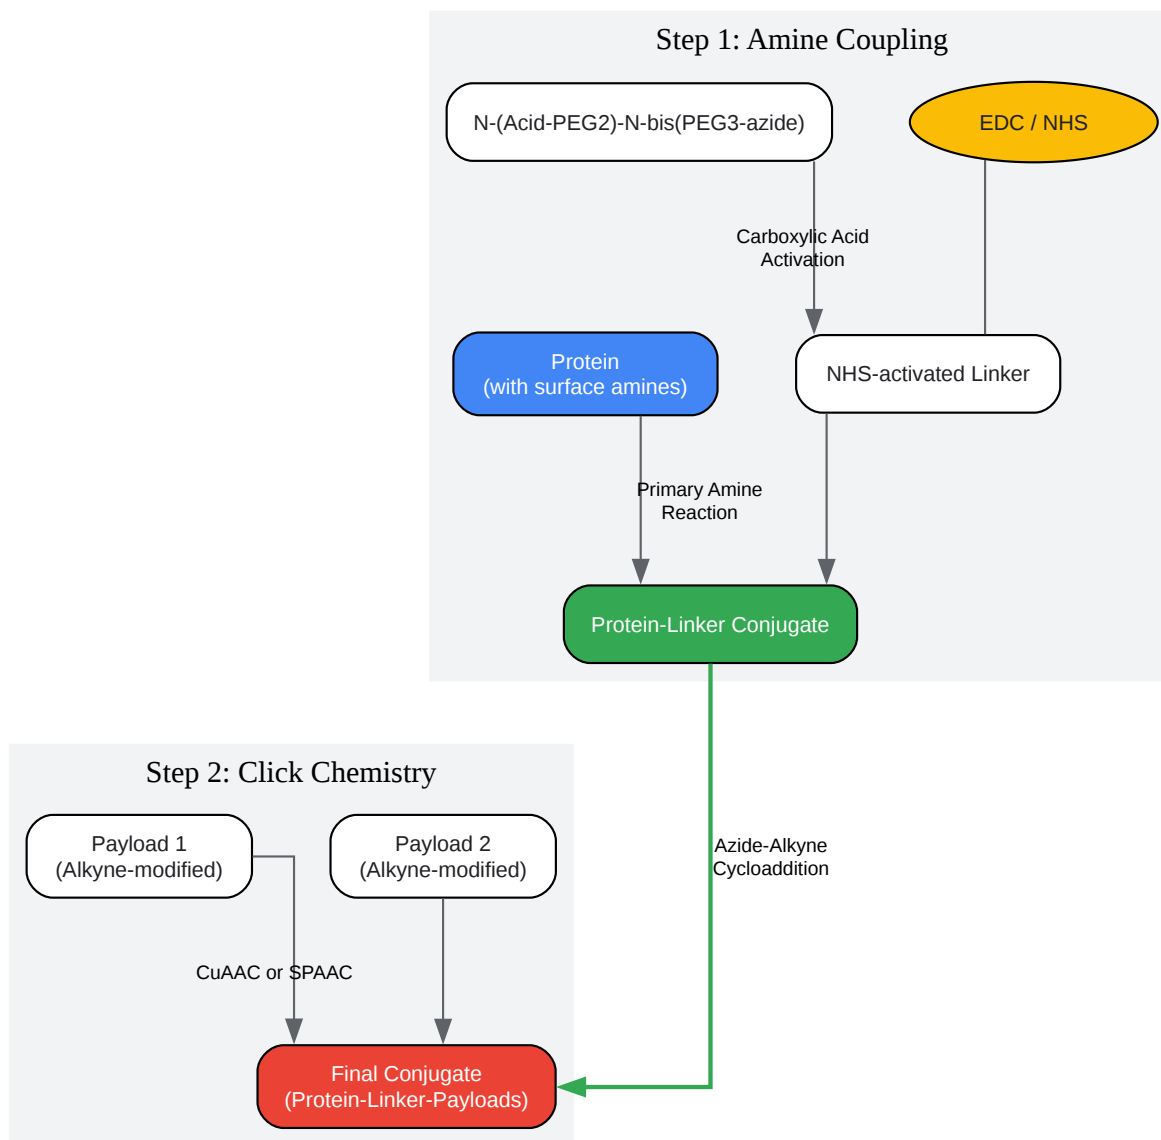 Step 1: Amine Coupling
N-(Acid-PEG2)-N-bis(PEG3-azide)
EDC / NHS
Carboxylic Acid
Activation
Protein
(with surface amines)
NHS-activated Linker
Primary Amine
Reaction
Protein-Linker Conjugate
Step 2: Click Chemistry
Payload 1
(Alkyne-modified)
Payload 2
(Alkyne-modified)
Azide-Alkyne
Cycloaddition
CuAAC or SPAAC
Final Conjugate
(Protein-Linker-Payloads)